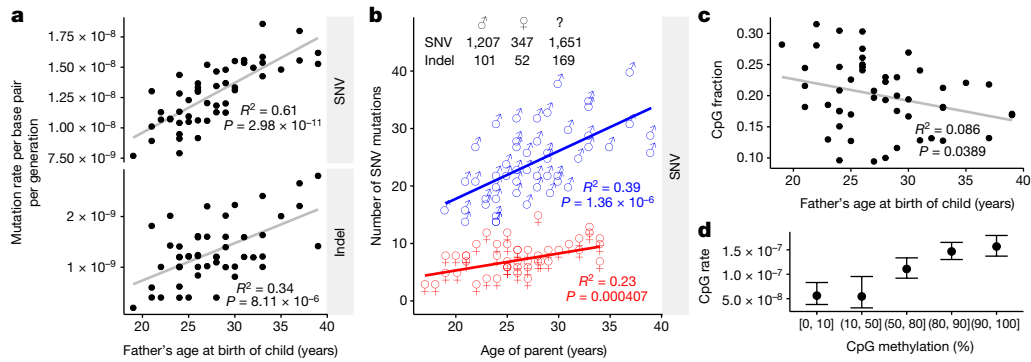 a
Mutation rate per base pair
per generation
1.75 × 10⁻⁸
1.50 × 10⁻⁸
1.25 × 10⁻⁸
1.00 × 10⁻⁸
7.50 × 10⁻⁹
R² = 0.61
P = 2.98 × 10⁻¹¹
SNV
2 × 10⁻⁹
1 × 10⁻⁹
R² = 0.34
P = 8.11 × 10⁻⁶
Indel
20 25 30 35 40
Father's age at birth of child (years)
b
Number of SNV mutations
♂ ♀ ?
SNV 1,207 347 1,651
Indel 101 52 169
40
30
20
10
0
R² = 0.39
P = 1.36 × 10⁻⁶
R² = 0.23
P = 0.000407
SNV
20 25 30 35 40
Age of parent (years)
c
CpG fraction
0.30
0.25
0.20
0.15
0.10
R² = 0.086
P = 0.0389
20 25 30 35 40
Father's age at birth of child (years)
d
CpG rate
1.5 × 10⁻⁷
1.0 × 10⁻⁷
5.0 × 10⁻⁸
[0, 10] (10, 50] (50, 80] (80, 90] (90, 100]
CpG methylation (%)